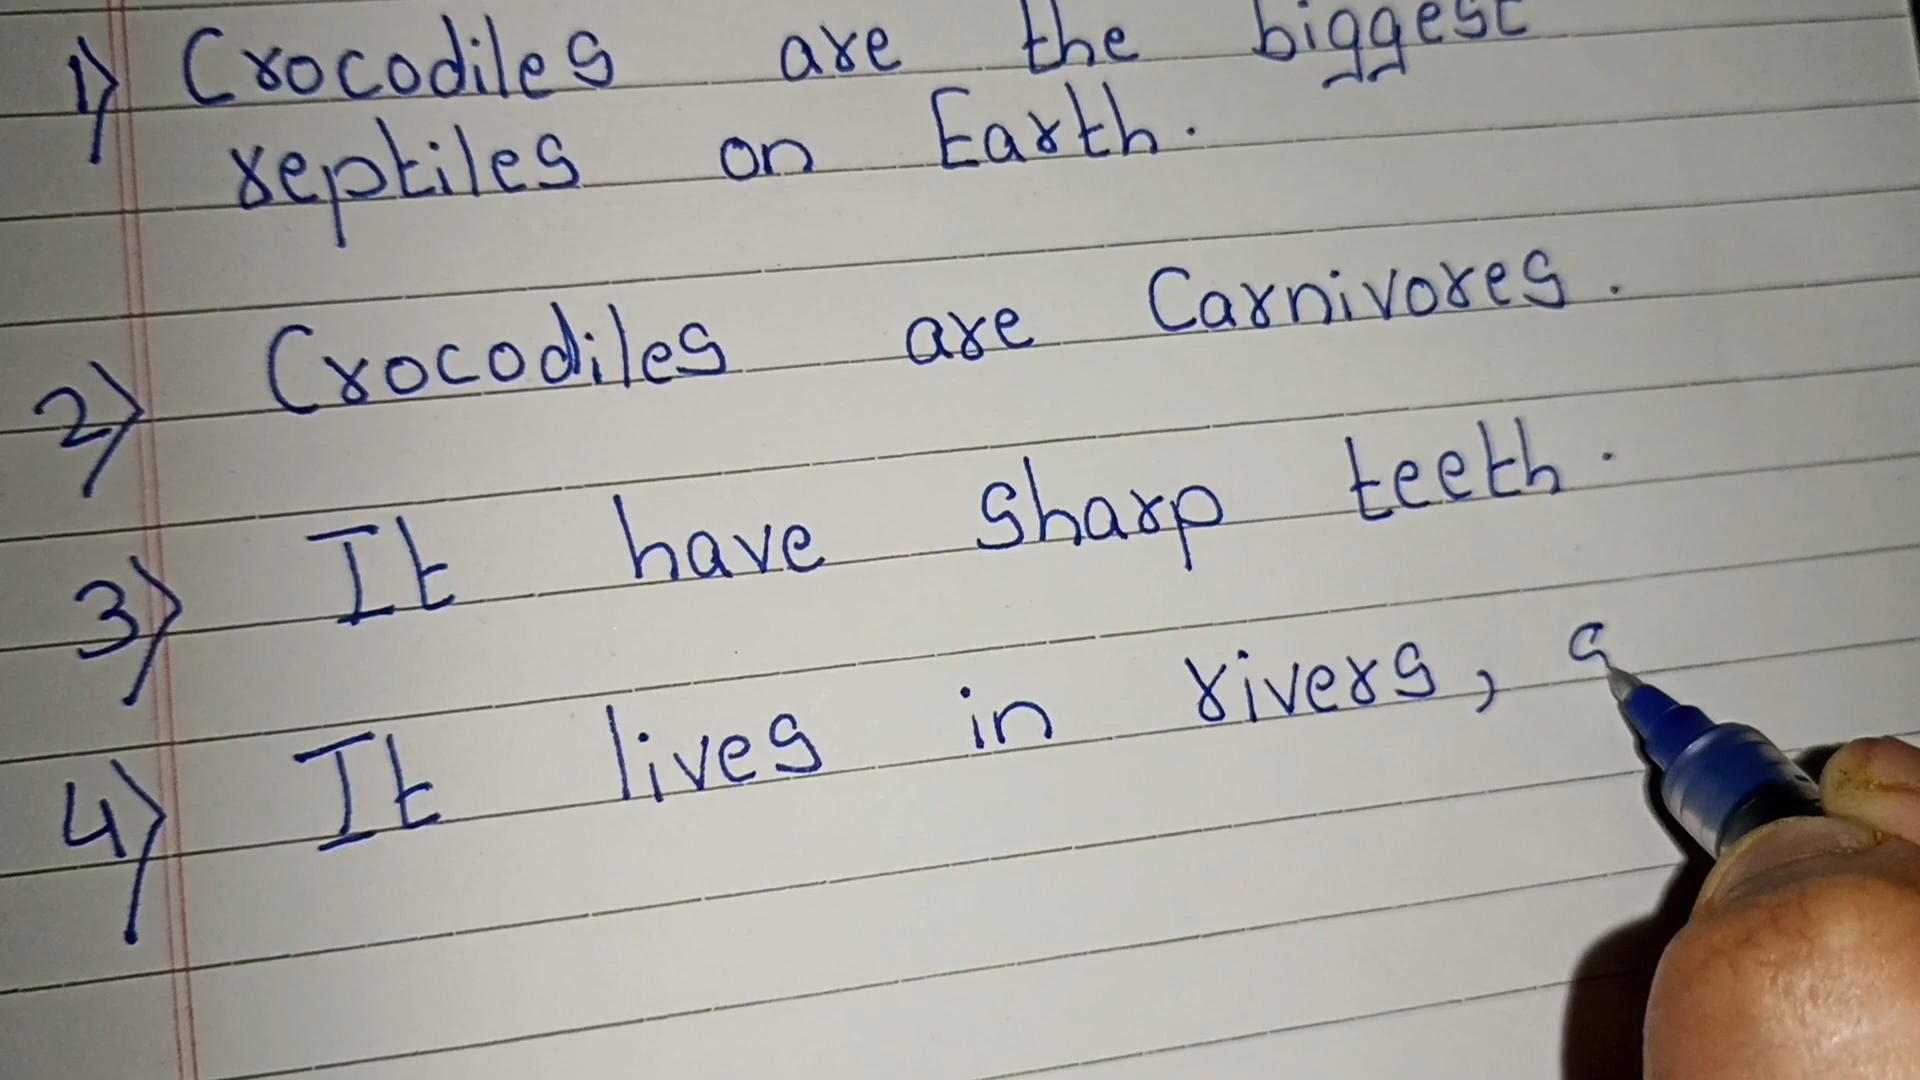 1) Crocodiles are the biggest
reptiles on Earth.
2) Crocodiles are Carnivores.
3) It have sharp teeth.
4) It lives in rivers, s